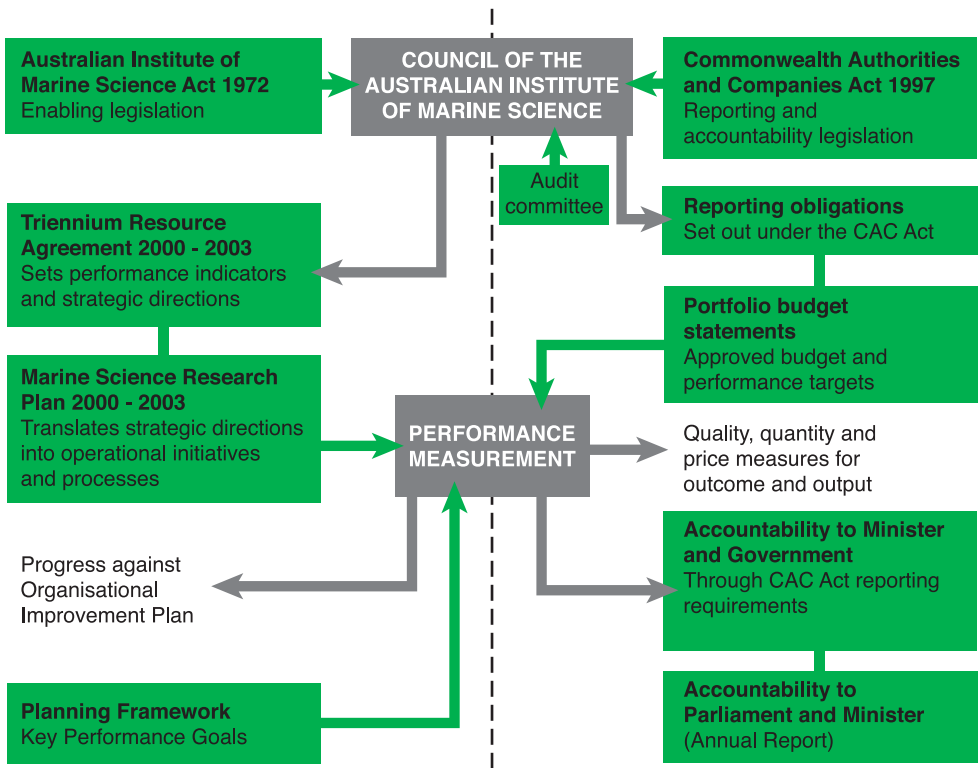 Australian Institute of
Marine Science Act 1972
Enabling legislation
COUNCIL OF THE
AUSTRALIAN INSTITUTE
OF MARINE SCIENCE
Commonwealth Authorities
and Companies Act 1997
Reporting and
accountability legislation
Audit
committee
Triennium Resource
Agreement 2000 - 2003
Sets performance indicators
and strategic directions
Reporting obligations
Set out under the CAC Act
Portfolio budget
statements
Approved budget and
performance targets
Marine Science Research
Plan 2000 - 2003
Translates strategic directions
into operational initiatives
and processes
PERFORMANCE
MEASUREMENT
Quality, quantity and
price measures for
outcome and output
Progress against
Organisational
Improvement Plan
Accountability to Minister
and Government
Through CAC Act reporting
requirements
Planning Framework
Key Performance Goals
Accountability to
Parliament and Minister
(Annual Report)